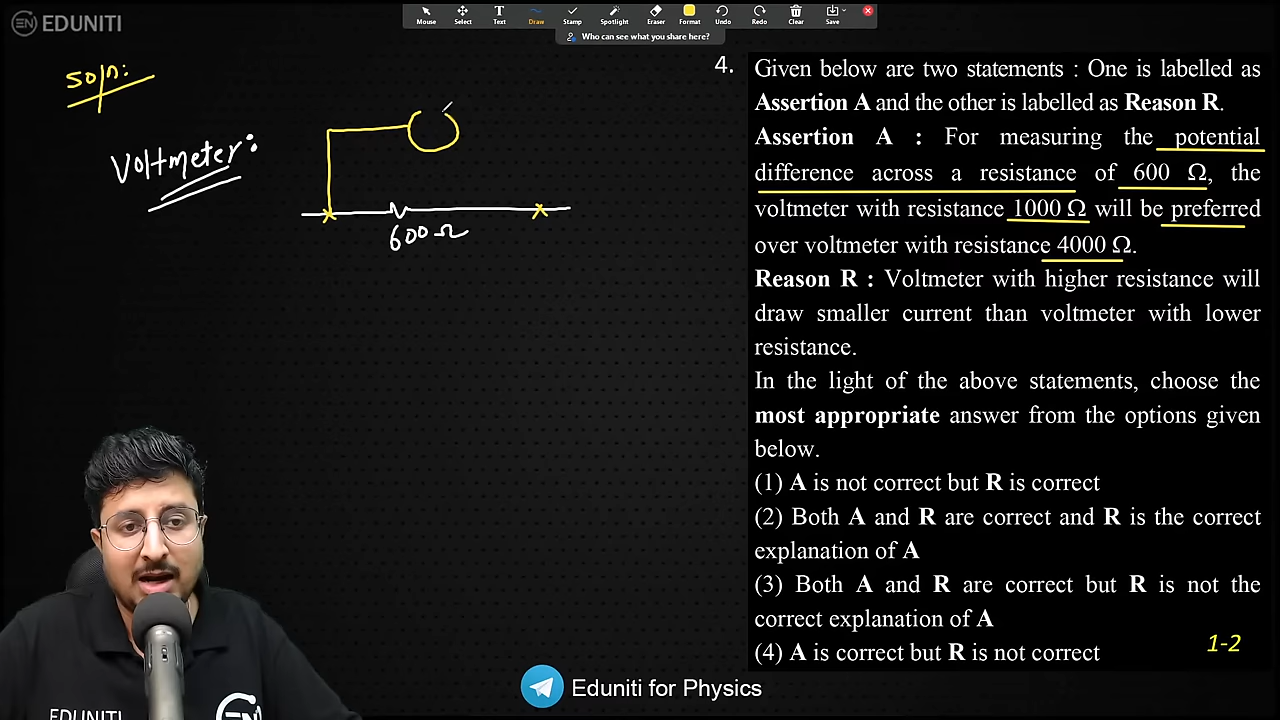 EN EDUNITI
Mouse Select Text Draw Stamp Spotlight Eraser Format Undo Redo Clear Save
Who can see what you share here?
Soln:
Voltmeter:
600 Ω
4. Given below are two statements : One is labelled as
Assertion A and the other is labelled as Reason R.
Assertion A : For measuring the potential
difference across a resistance of 600 Ω, the
voltmeter with resistance 1000 Ω will be preferred
over voltmeter with resistance 4000 Ω.
Reason R : Voltmeter with higher resistance will
draw smaller current than voltmeter with lower
resistance.
In the light of the above statements, choose the
most appropriate answer from the options given
below.
(1) A is not correct but R is correct
(2) Both A and R are correct and R is the correct
explanation of A
(3) Both A and R are correct but R is not the
correct explanation of A
(4) A is correct but R is not correct
1-2
Eduniti for Physics
EDUNITI
EN